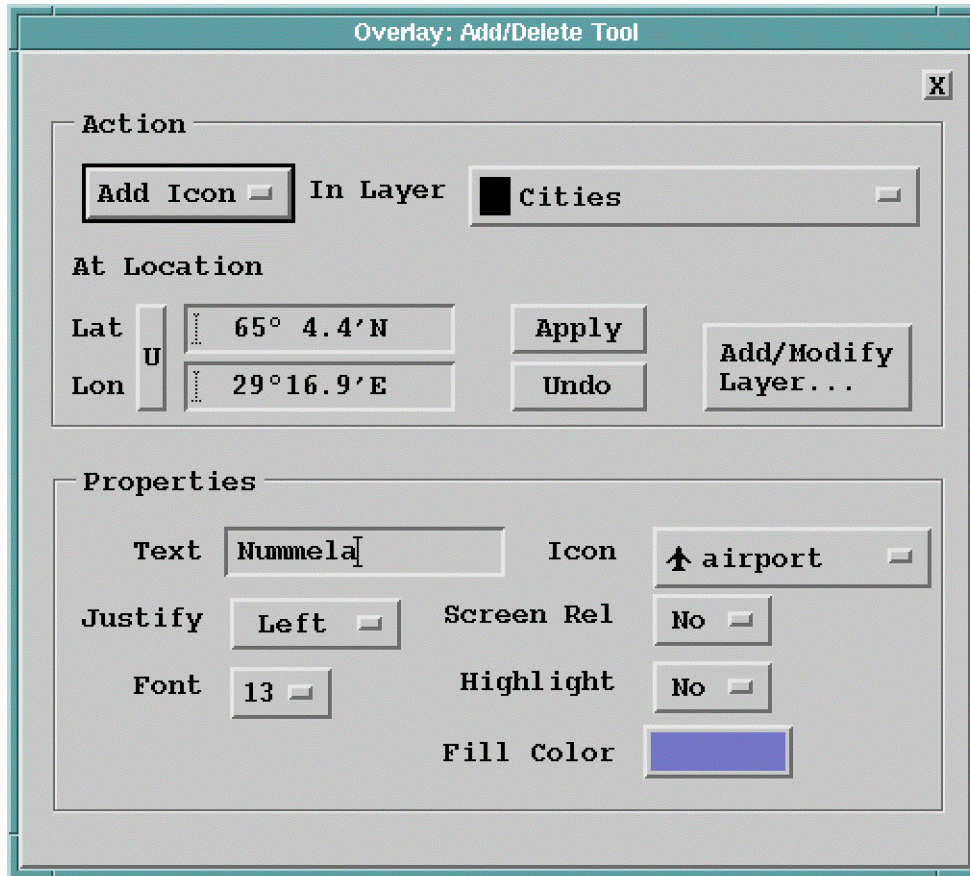 Overlay: Add/Delete Tool
X
Action
Add Icon In Layer Cities
At Location
Lat U 65° 4.4'N Apply
Lon 29°16.9'E Undo
Add/Modify
Layer...
Properties
Text Nummela Icon airport
Justify Left Screen Rel No
Font 13 Highlight No
Fill Color